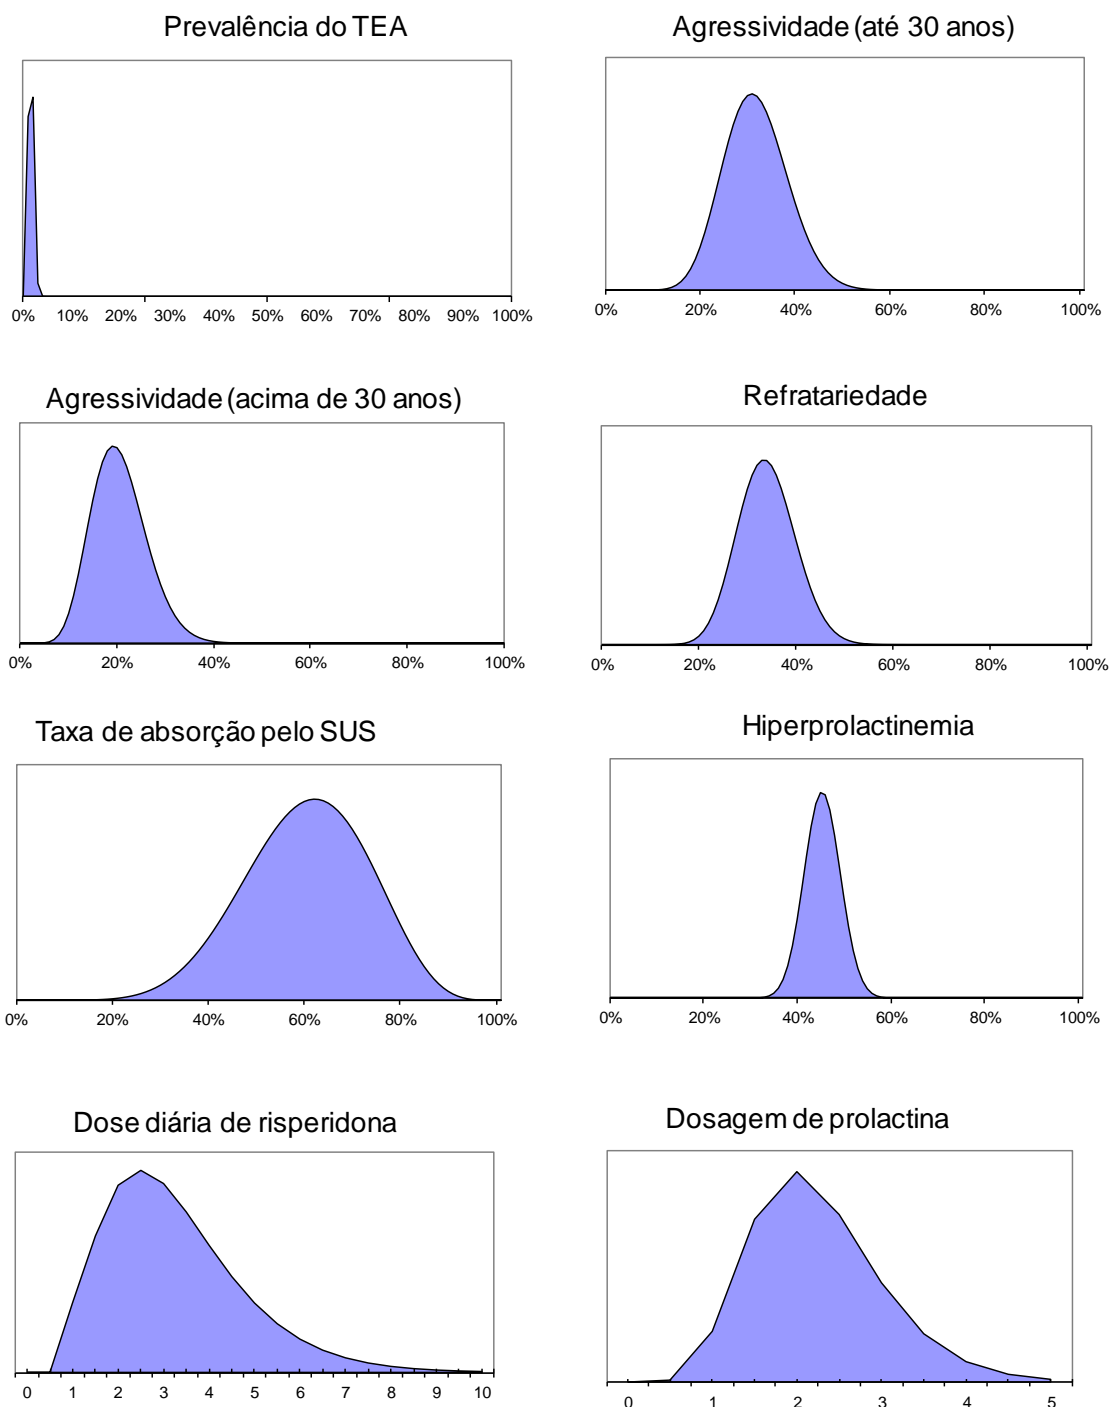 Prevalência do TEA
0% 10% 20% 30% 40% 50% 60% 70% 80% 90% 100%
Agressividade (até 30 anos)
0% 20% 40% 60% 80% 100%
Agressividade (acima de 30 anos)
0% 20% 40% 60% 80% 100%
Refratariedade
0% 20% 40% 60% 80% 100%
Taxa de absorção pelo SUS
0% 20% 40% 60% 80% 100%
Hiperprolactinemia
0% 20% 40% 60% 80% 100%
Dose diária de risperidona
0 1 2 3 4 5 6 7 8 9 10
Dosagem de prolactina
0 1 2 3 4 5